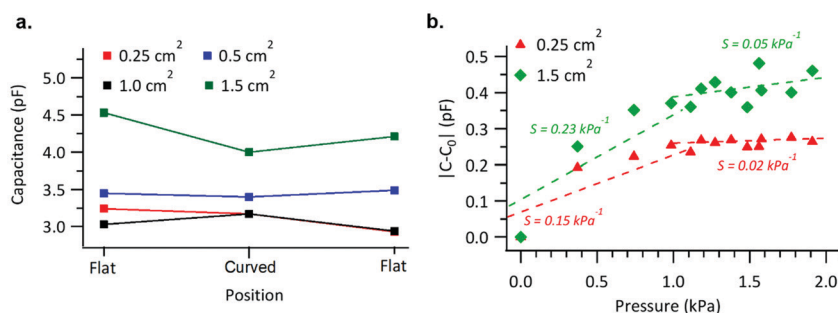 a.
0.25 cm²
0.5 cm²
1.0 cm²
1.5 cm²
5.0
4.5
4.0
3.5
3.0
Capacitance (pF)
Flat
Curved
Flat
Position
b.
0.25 cm²
1.5 cm²
S = 0.05 kPa⁻¹
S = 0.23 kPa⁻¹
S = 0.02 kPa⁻¹
S = 0.15 kPa⁻¹
0.5
0.4
0.3
0.2
0.1
0.0
|C-C₀| (pF)
0.0
0.5
1.0
1.5
2.0
Pressure (kPa)